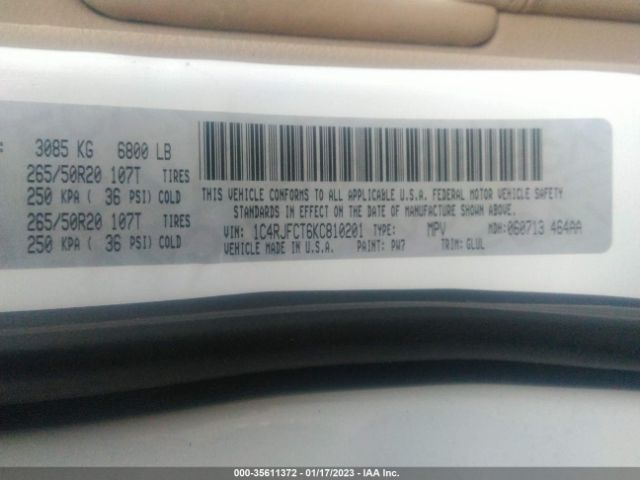 3085 KG 6800 LB
265/50R20 107T TIRES
250 KPA ( 36 PSI) COLD
265/50R20 107T TIRES
250 KPA ( 36 PSI) COLD
THIS VEHICLE CONFORMS TO ALL APPLICABLE U.S.A. FEDERAL MOTOR VEHICLE SAFETY
STANDARDS IN EFFECT ON THE DATE OF MANUFACTURE SHOWN ABOVE.
VIN: 1C4RJFCT6KC810201 TYPE: MPV MDH: 060713 464AA
VEHICLE MADE IN U.S.A. PAINT: PW7 TRIM: GLUL
000-35611372 - 01/17/2023 - IAA Inc.